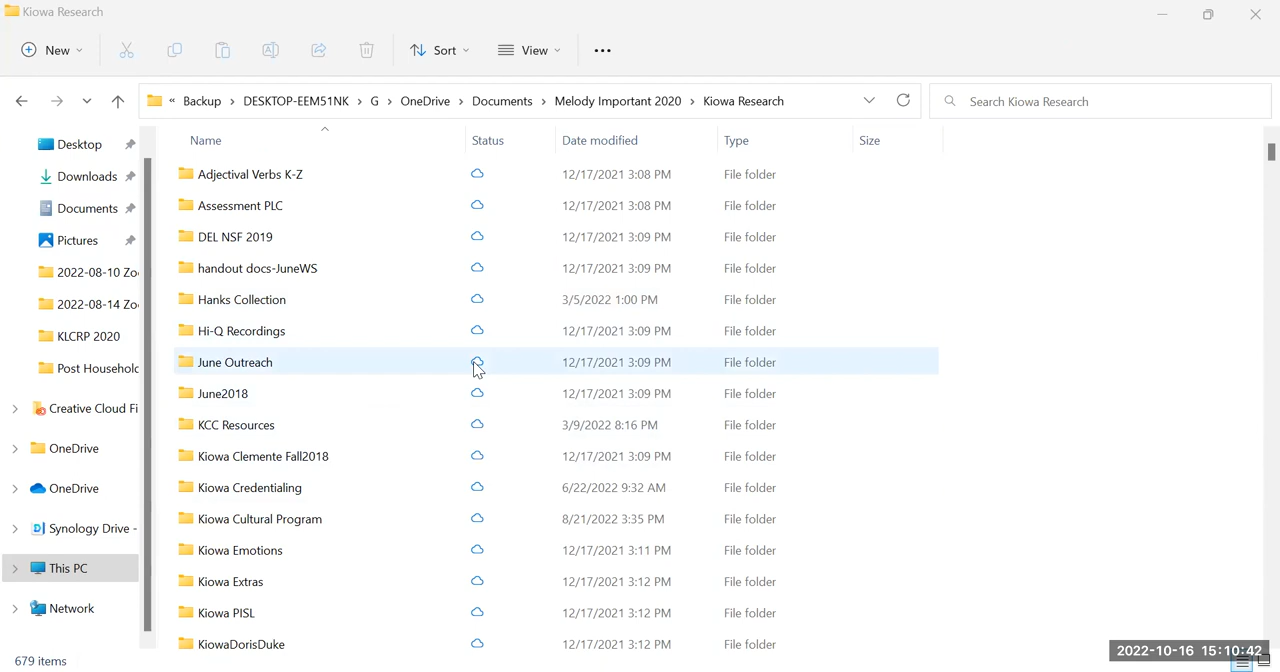 Kiowa Research
New Sort View
« Backup > DESKTOP-EEM51NK > G > OneDrive > Documents > Melody Important 2020 > Kiowa Research
Search Kiowa Research
Desktop
Downloads
Documents
Pictures
2022-08-10 Zo
2022-08-14 Zo
KLCRP 2020
Post Househol
Creative Cloud Fi
OneDrive
OneDrive
Synology Drive -
This PC
Network
Name Status Date modified Type Size
Adjectival Verbs K-Z 12/17/2021 3:08 PM File folder
Assessment PLC 12/17/2021 3:08 PM File folder
DEL NSF 2019 12/17/2021 3:09 PM File folder
handout docs-JuneWS 12/17/2021 3:09 PM File folder
Hanks Collection 3/5/2022 1:00 PM File folder
Hi-Q Recordings 12/17/2021 3:09 PM File folder
June Outreach 12/17/2021 3:09 PM File folder
June2018 12/17/2021 3:09 PM File folder
KCC Resources 3/9/2022 8:16 PM File folder
Kiowa Clemente Fall2018 12/17/2021 3:09 PM File folder
Kiowa Credentialing 6/22/2022 9:32 AM File folder
Kiowa Cultural Program 8/21/2022 3:35 PM File folder
Kiowa Emotions 12/17/2021 3:11 PM File folder
Kiowa Extras 12/17/2021 3:12 PM File folder
Kiowa PISL 12/17/2021 3:12 PM File folder
KiowaDorisDuke 12/17/2021 3:12 PM File folder
679 items
2022-10-16 15:10:42